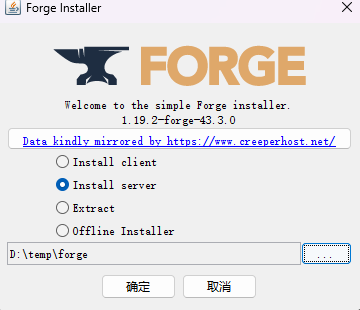 Forge Installer
FORGE
Welcome to the simple Forge installer.
1.19.2-forge-43.3.0
Data kindly mirrored by https://www.creeperhost.net/
Install client
Install server
Extract
Offline Installer
D:\temp\forge
...
确定
取消